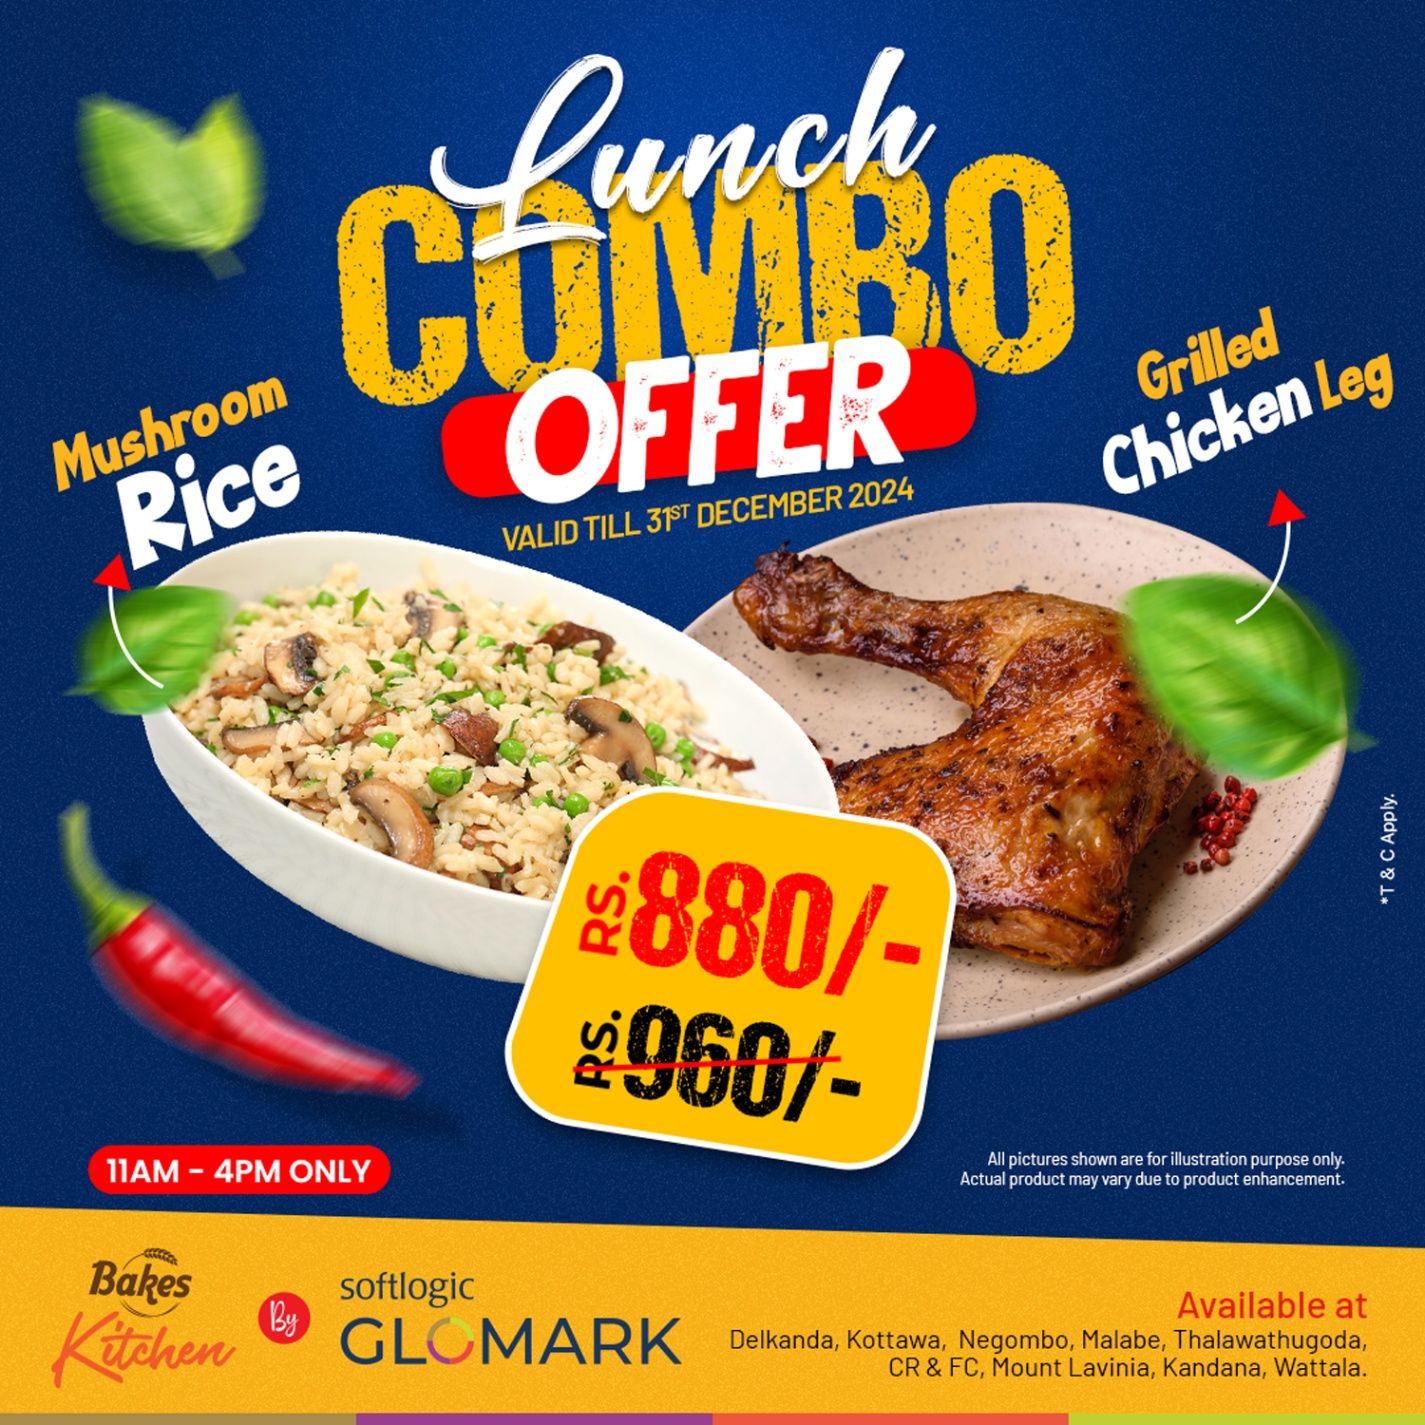 Lunch
COMBO
OFFER
VALID TILL 31ST DECEMBER 2024
Mushroom
Rice
Grilled
Chicken Leg
RS.880/-
RS.960/-
*T & C Apply.
11AM - 4PM ONLY
All pictures shown are for illustration purpose only.
Actual product may vary due to product enhancement.
Bakes
Kitchen
By
softlogic
GLOMARK
Available at
Delkanda, Kottawa, Negombo, Malabe, Thalawathugoda,
CR & FC, Mount Lavinia, Kandana, Wattala.